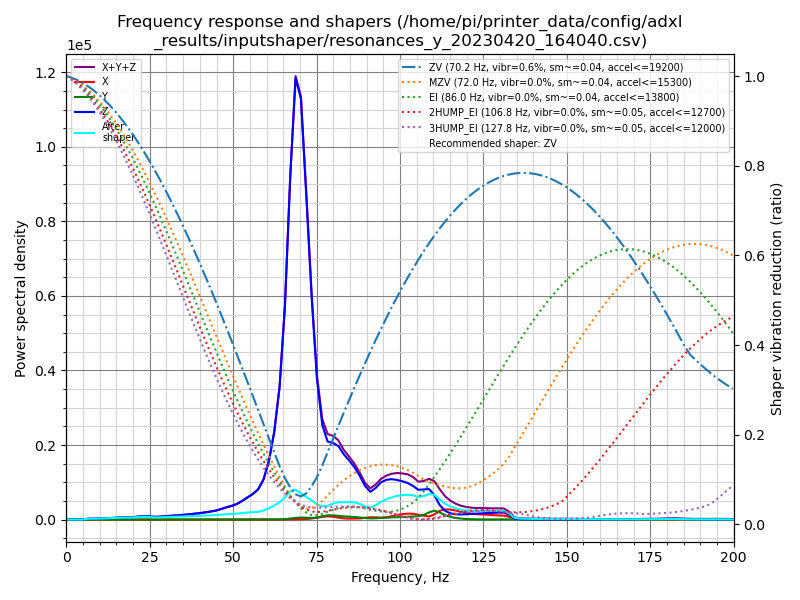 Frequency response and shapers (/home/pi/printer_data/config/adxl
_results/inputshaper/resonances_y_20230420_164040.csv)
1e5
X+Y+Z
X
Y
Z
After
shaper
ZV (70.2 Hz, vibr=0.6%, sm~=0.04, accel<=19200)
MZV (72.0 Hz, vibr=0.0%, sm~=0.04, accel<=15300)
EI (86.0 Hz, vibr=0.0%, sm~=0.04, accel<=13800)
2HUMP_EI (106.8 Hz, vibr=0.0%, sm~=0.05, accel<=12700)
3HUMP_EI (127.8 Hz, vibr=0.0%, sm~=0.05, accel<=12000)
Recommended shaper: ZV
Power spectral density
1.2
1.0
0.8
0.6
0.4
0.2
0.0
1.0
0.8
0.6
0.4
0.2
0.0
Shaper vibration reduction (ratio)
0 25 50 75 100 125 150 175 200
Frequency, Hz